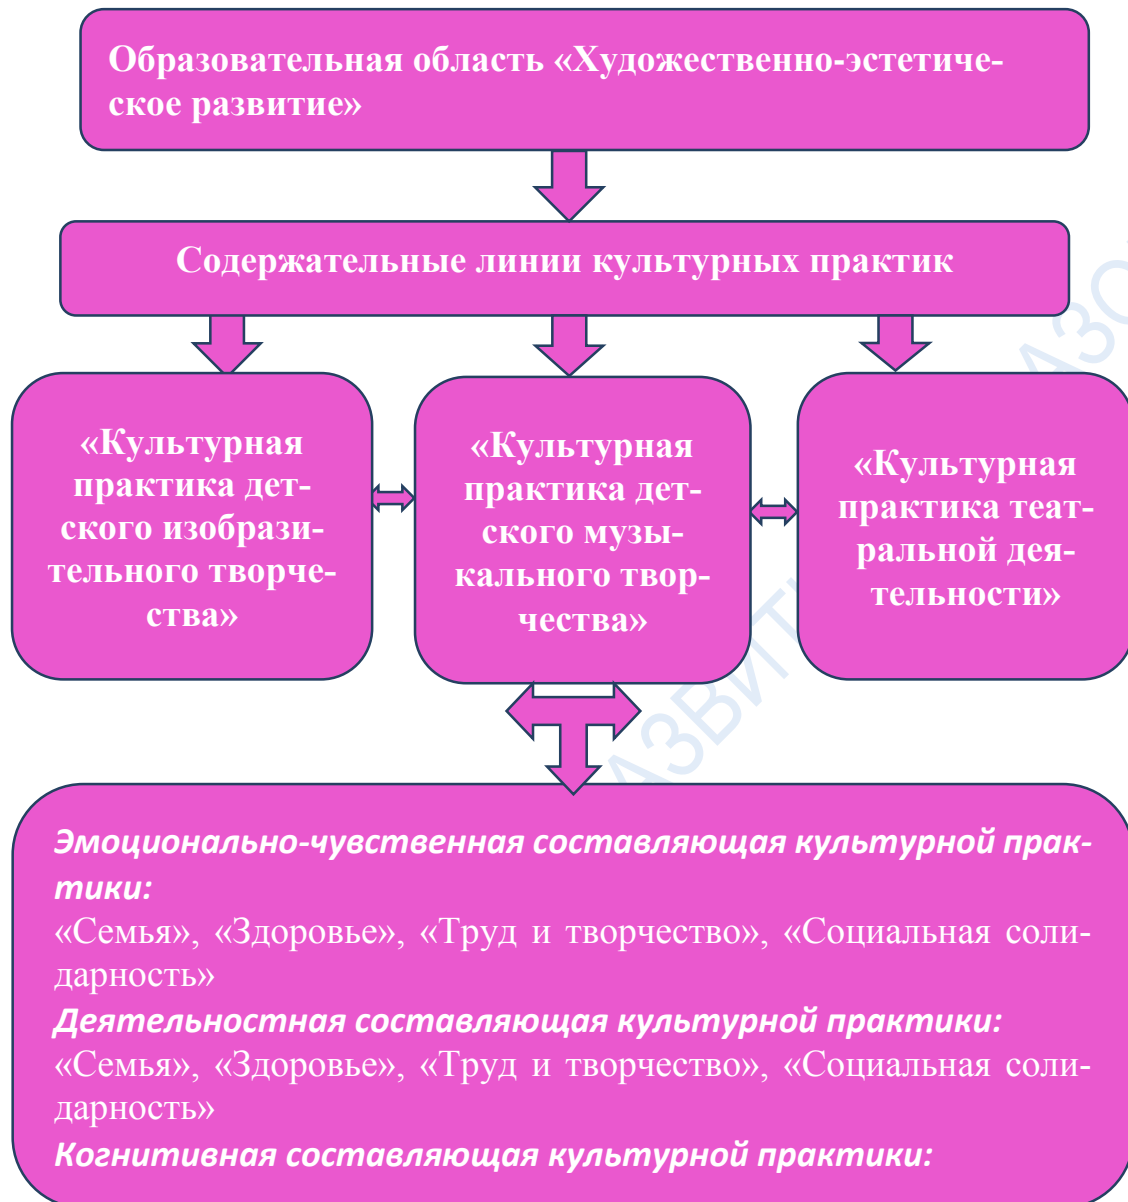 Образовательная область «Художественно-эстетиче-
ское развитие»
Содержательные линии культурных практик
«Культурная
практика дет-
ского изобрази-
тельного творче-
ства»
«Культурная
практика дет-
ского музы-
кального твор-
чества»
«Культурная
практика теат-
ральной дея-
тельности»
Эмоционально-чувственная составляющая культурной прак-
тики:
«Семья», «Здоровье», «Труд и творчество», «Социальная соли-
дарность»
Деятельностная составляющая культурной практики:
«Семья», «Здоровье», «Труд и творчество», «Социальная соли-
дарность»
Когнитивная составляющая культурной практики: